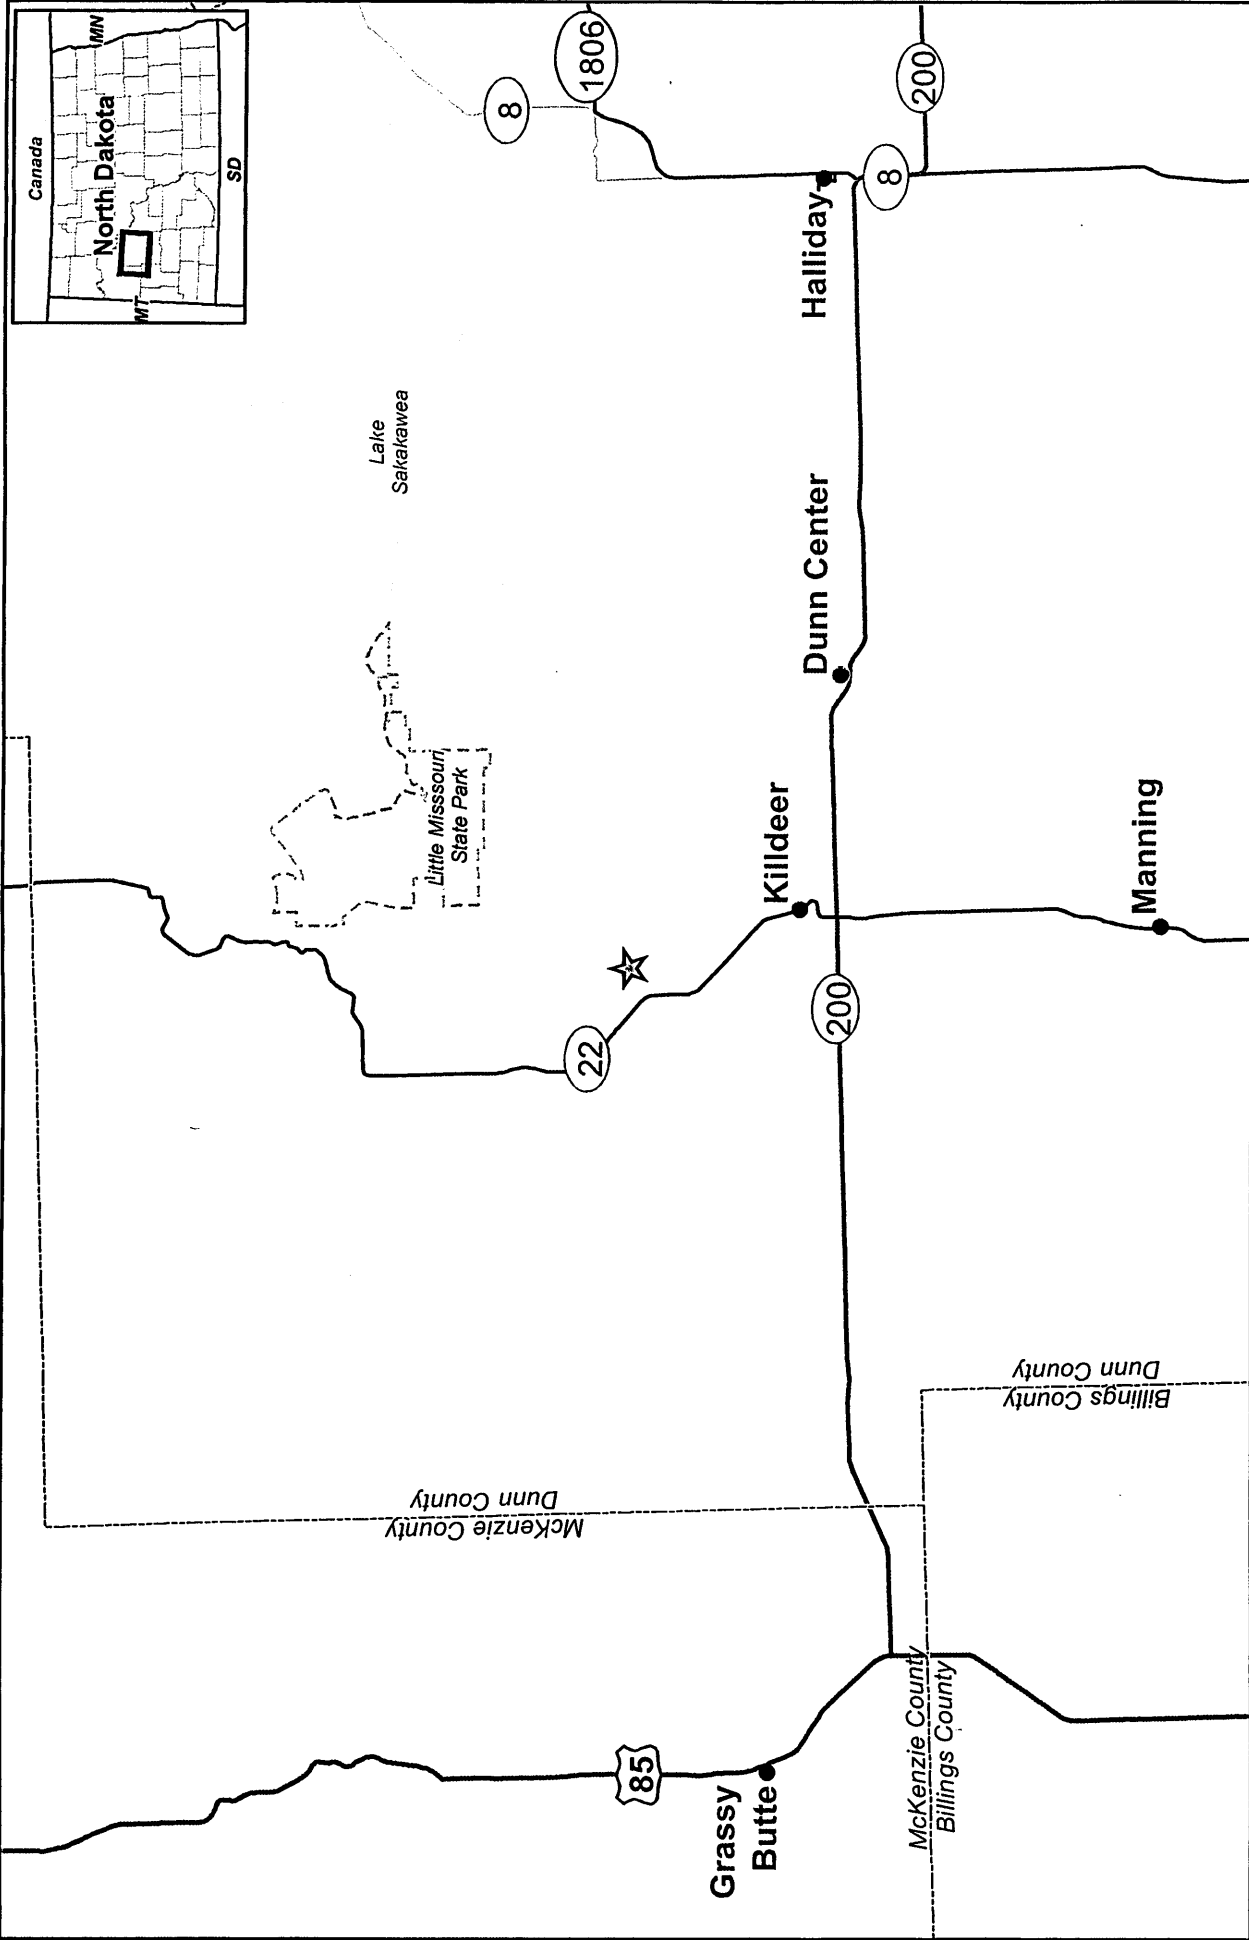 Canada
MN
North Dakota
MT
SD
8
1806
200
Lake
Sakakawea
8
Halliday
Little Misssouri
State Park
Dunn Center
Killdeer
22
200
Manning
McKenzie County
Dunn County
Billings County
Dunn County
85
Grassy
Butte
McKenzie County
Billings County